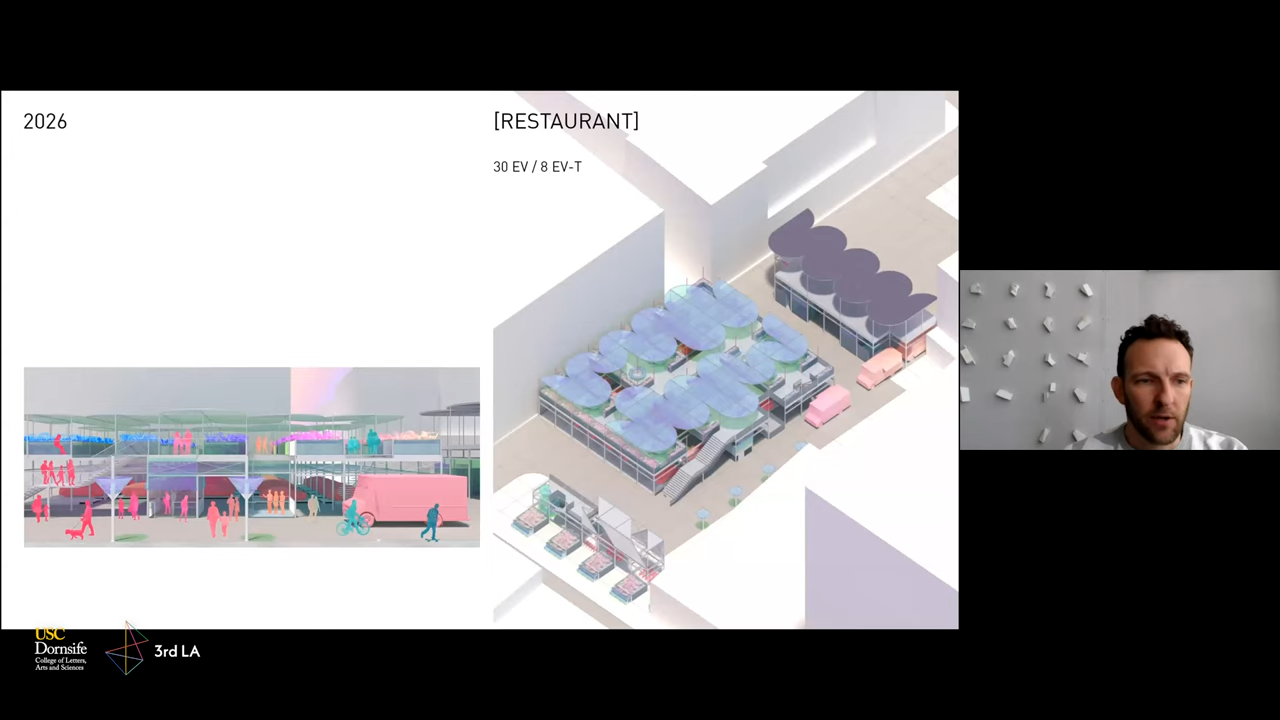 2026
[RESTAURANT]
30 EV / 8 EV-T
USC
Dornsife
College of Letters,
Arts and Sciences
3rd LA